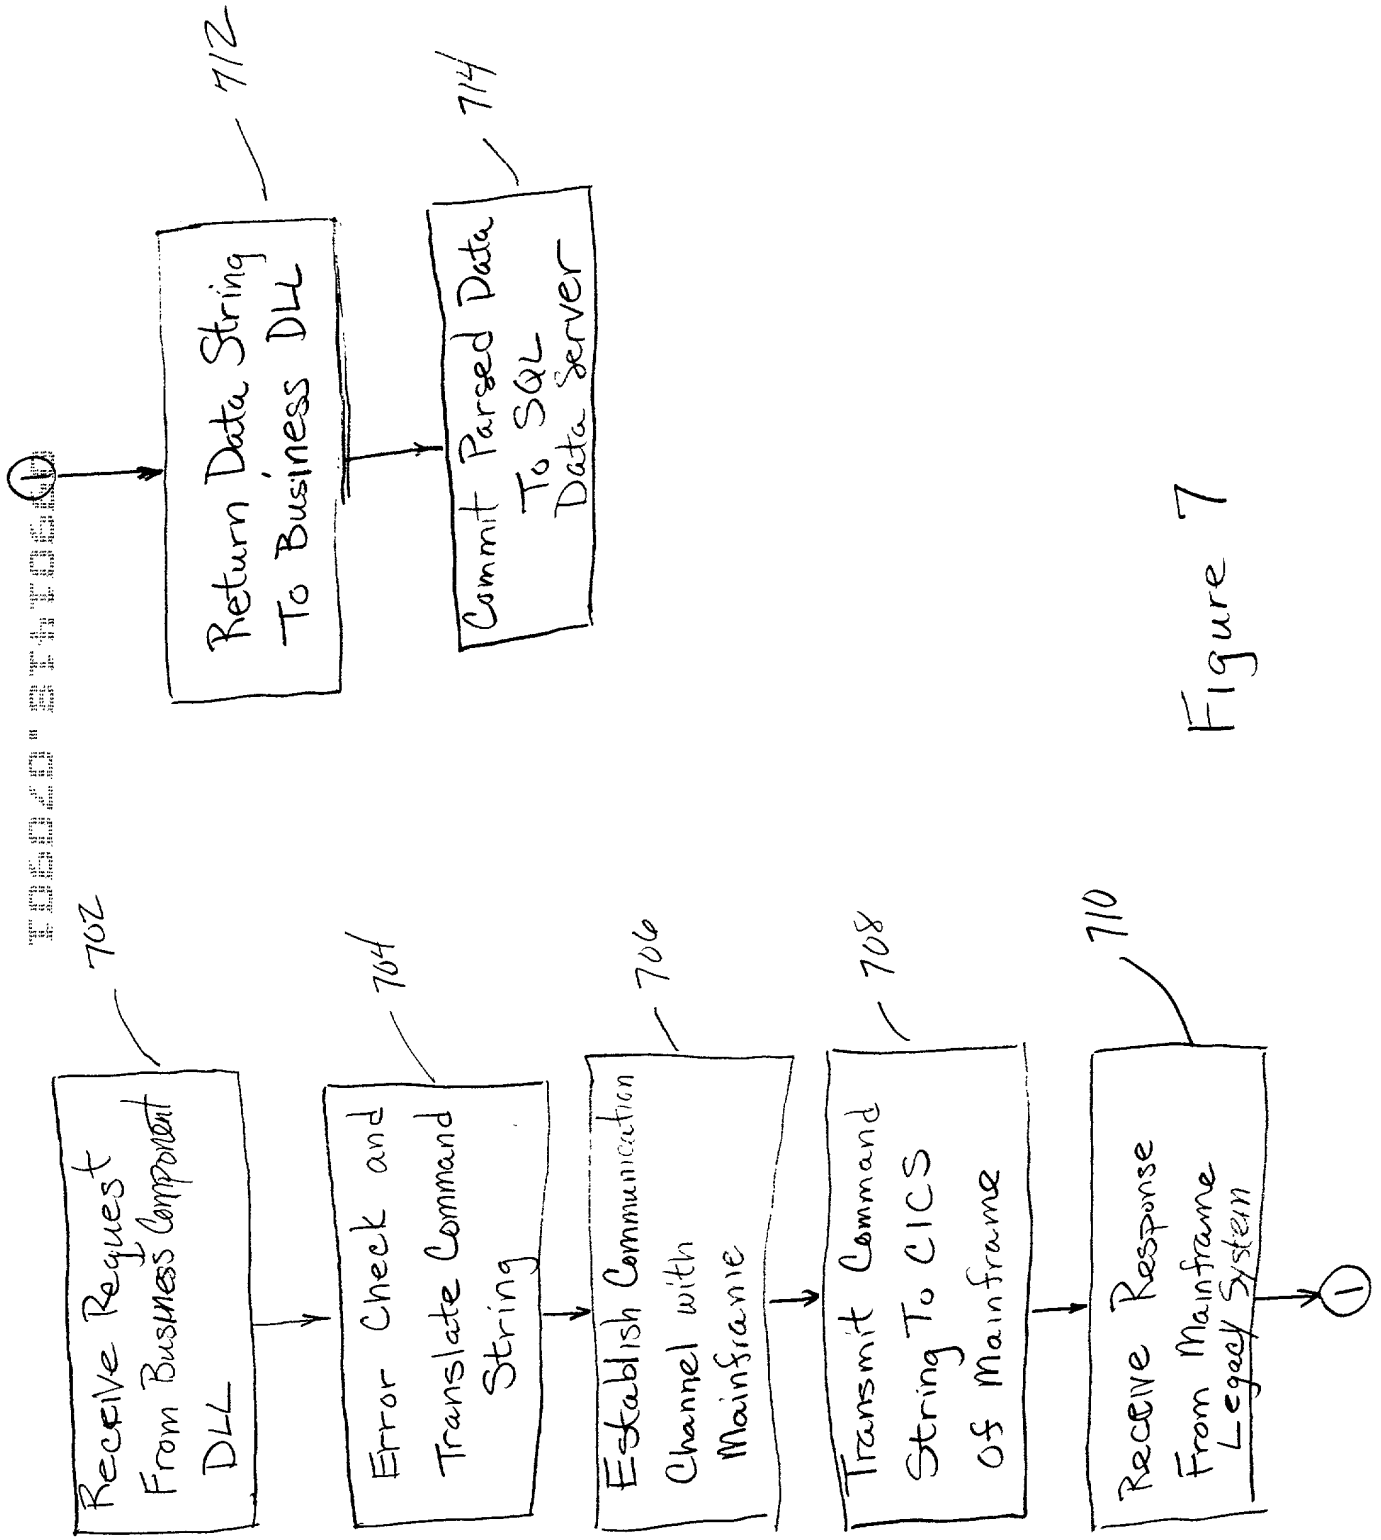 702
Receive Request
From Business Component
DLL
704
Error Check and
Translate Command
String
706
Establish Communication
Channel with
Mainframe
708
Transmit Command
String To CICS
Of Mainframe
710
Receive Response
From Mainframe
Legacy System
1
1
712
Return Data String
To Business DLL
714
Commit Parsed Data
To SQL
Data Server
Figure 7